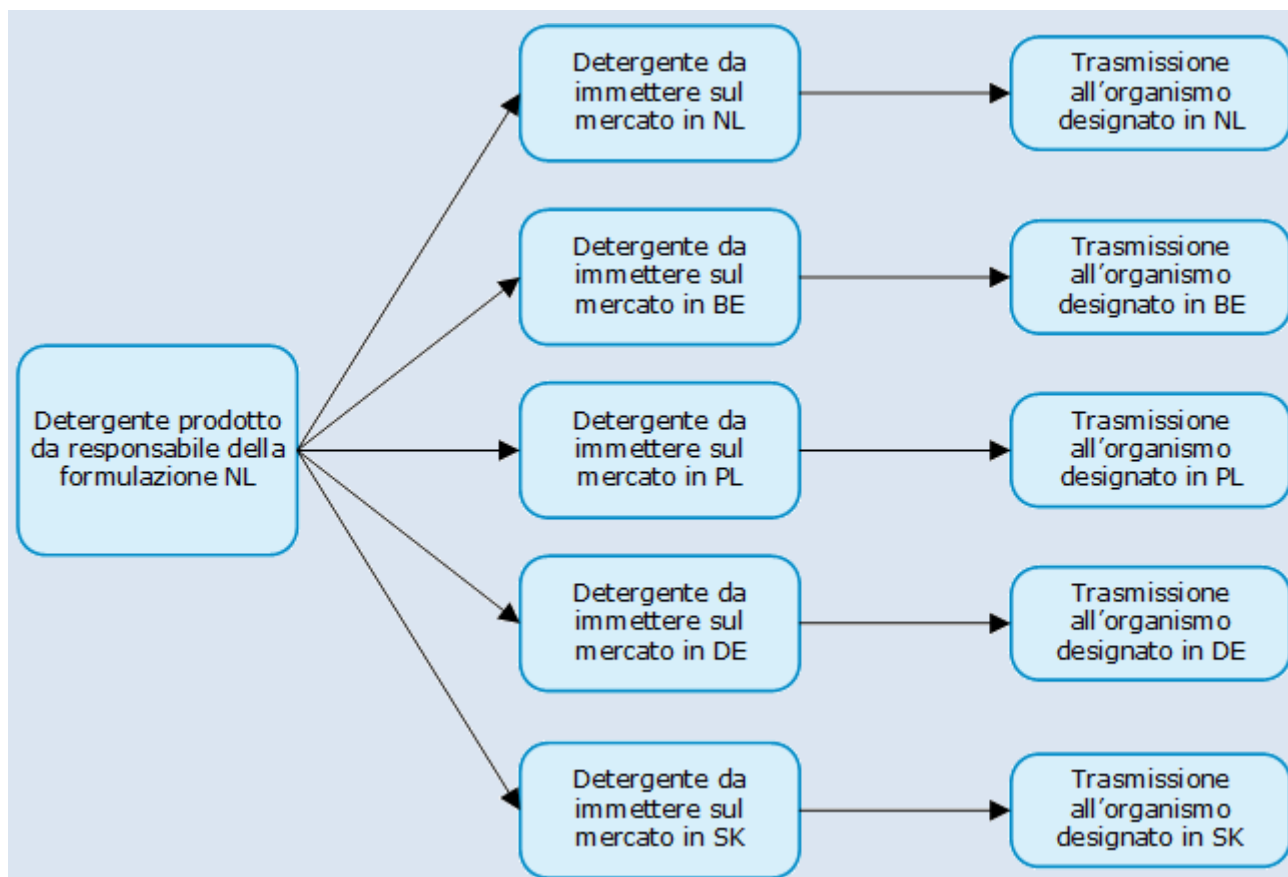 Detergente prodotto
da responsabile della
formulazione NL
Detergente da
immettere sul
mercato in NL
Trasmissione
all’organismo
designato in NL
Detergente da
immettere sul
mercato in BE
Trasmissione
all’organismo
designato in BE
Detergente da
immettere sul
mercato in PL
Trasmissione
all’organismo
designato in PL
Detergente da
immettere sul
mercato in DE
Trasmissione
all’organismo
designato in DE
Detergente da
immettere sul
mercato in SK
Trasmissione
all’organismo
designato in SK